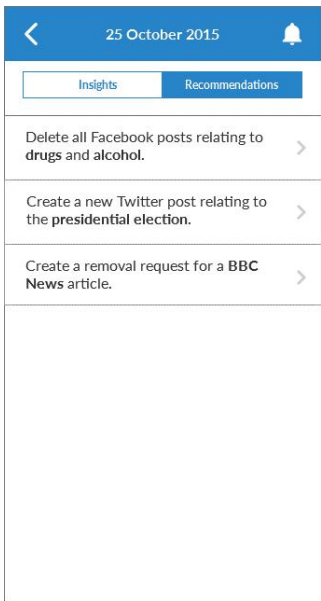 25 October 2015
Insights
Recommendations
Delete all Facebook posts relating to
drugs and alcohol.
Create a new Twitter post relating to
the presidential election.
Create a removal request for a BBC
News article.